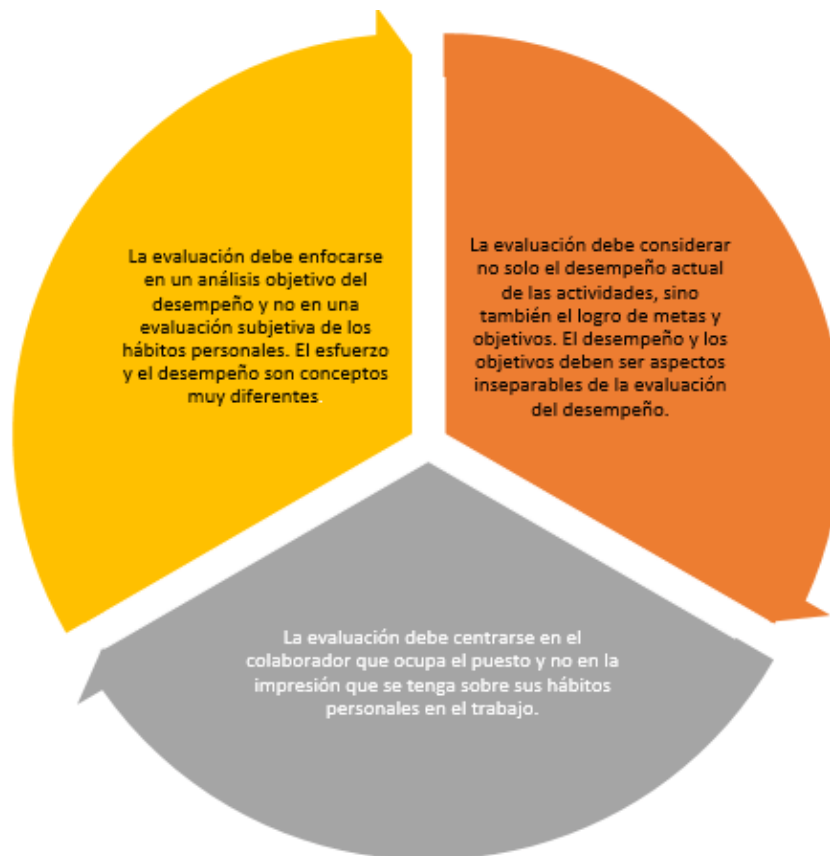 La evaluación debe enfocarse
en un análisis objetivo del
desempeño y no en una
evaluación subjetiva de los
hábitos personales. El esfuerzo
y el desempeño son conceptos
muy diferentes.
La evaluación debe considerar
no solo el desempeño actual
de las actividades, sino
también el logro de metas y
objetivos. El desempeño y los
objetivos deben ser aspectos
inseparables de la evaluación
del desempeño.
La evaluación debe centrarse en el
colaborador que ocupa el puesto y no en la
impresión que se tenga sobre sus hábitos
personales en el trabajo.